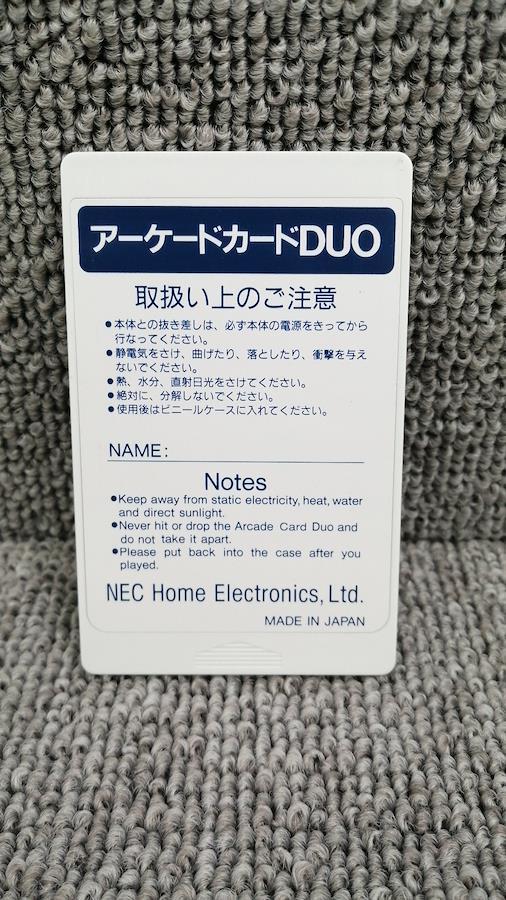 アーケードカードDUO
取扱い上のご注意
●本体との抜き差しは、必ず本体の電源をきってから
行なってください。
●静電気をさけ、曲げたり、落としたり、衝撃を与え
ないでください。
●熱、水分、直射日光をさけてください。
●絶対に、分解しないでください。
●使用後はビニールケースに入れてください。
NAME:
Notes
●Keep away from static electricity, heat, water
and direct sunlight.
●Never hit or drop the Arcade Card Duo and
do not take it apart.
●Please put back into the case after you
played.
NEC Home Electronics, Ltd.
MADE IN JAPAN